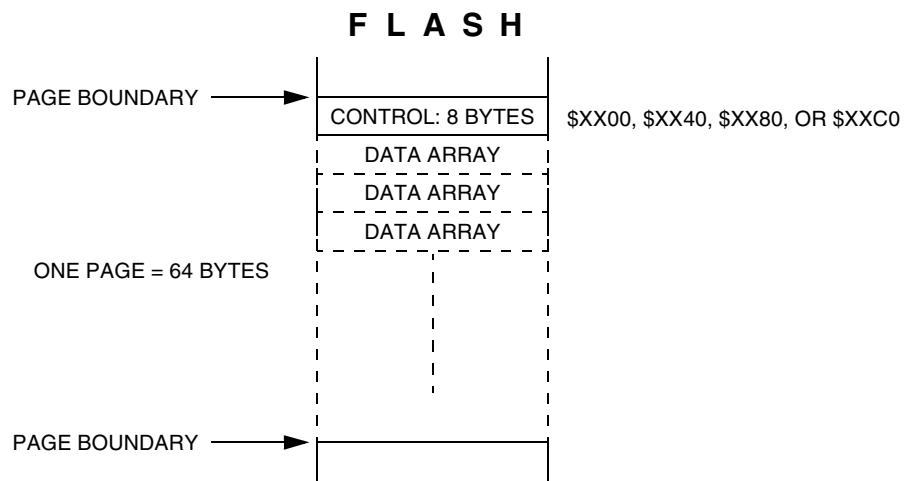 F L A S H
PAGE BOUNDARY
CONTROL: 8 BYTES
$XX00, $XX40, $XX80, OR $XXC0
DATA ARRAY
DATA ARRAY
DATA ARRAY
ONE PAGE = 64 BYTES
PAGE BOUNDARY